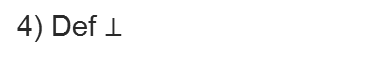 4) Def ⊥